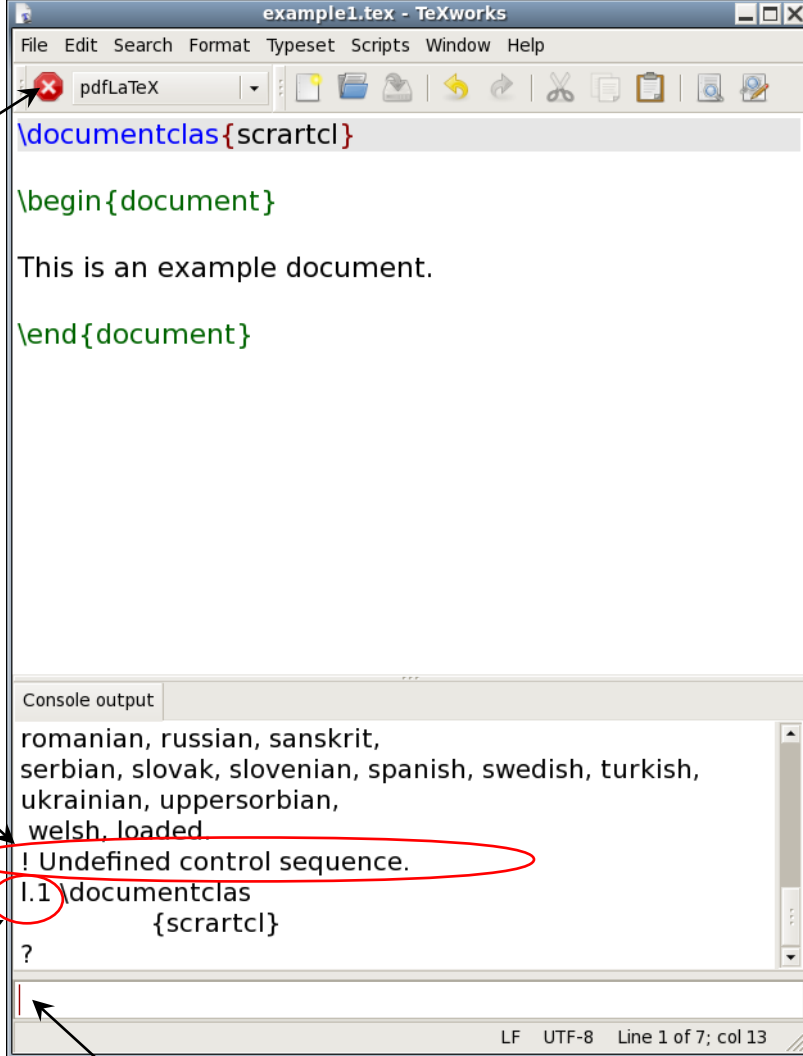 example1.tex - TeXworks
File Edit Search Format Typeset Scripts Window Help
pdfLaTeX
\documentclas{scrartcl}
\begin{document}
This is an example document.
\end{document}
Console output
romanian, russian, sanskrit,
serbian, slovak, slovenian, spanish, swedish, turkish,
ukrainian, uppersorbian,
welsh, loaded.
! Undefined control sequence.
l.1 \documentclas
{scrartcl}
?
LF UTF-8 Line 1 of 7; col 13